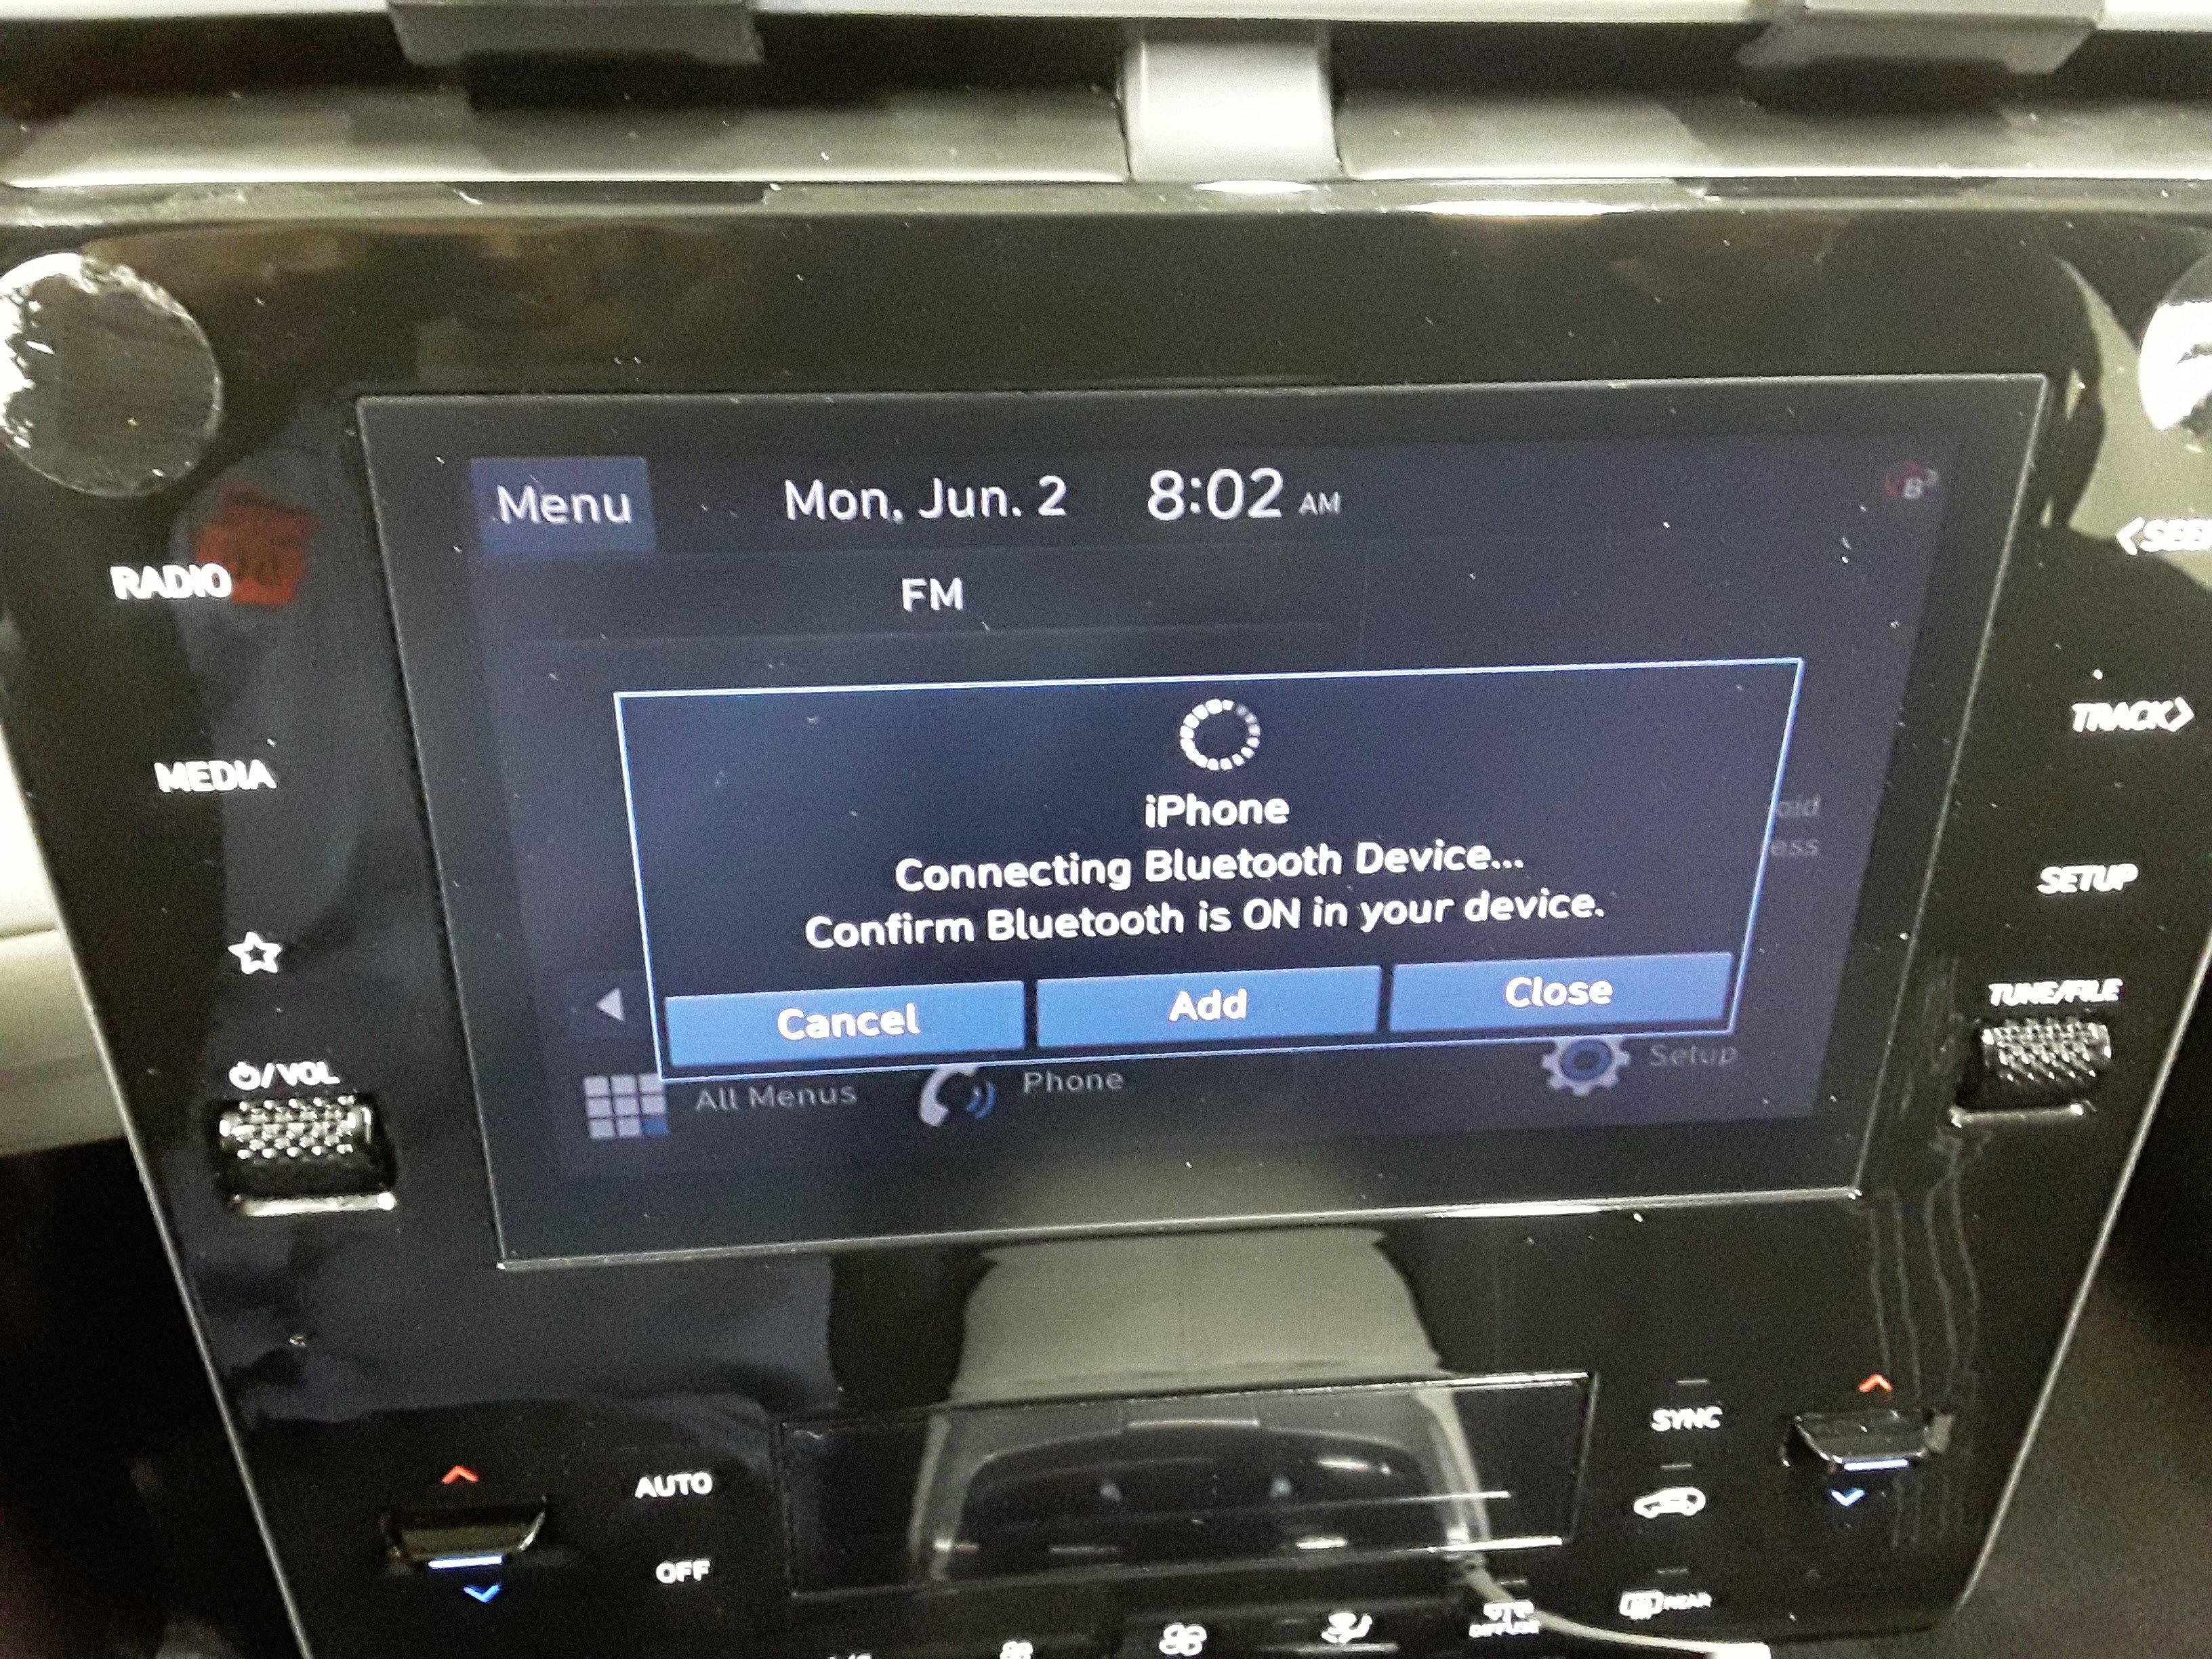 Menu Mon, Jun. 2 8:02 AM
FM
RADIO
MEDIA
/VOL
iPhone
Connecting Bluetooth Device...
Confirm Bluetooth is ON in your device.
Cancel Add Close
All Menus Phone Setup
TRACK
SETUP
TUNE/FILE
AUTO
OFF
SYNC
REAR